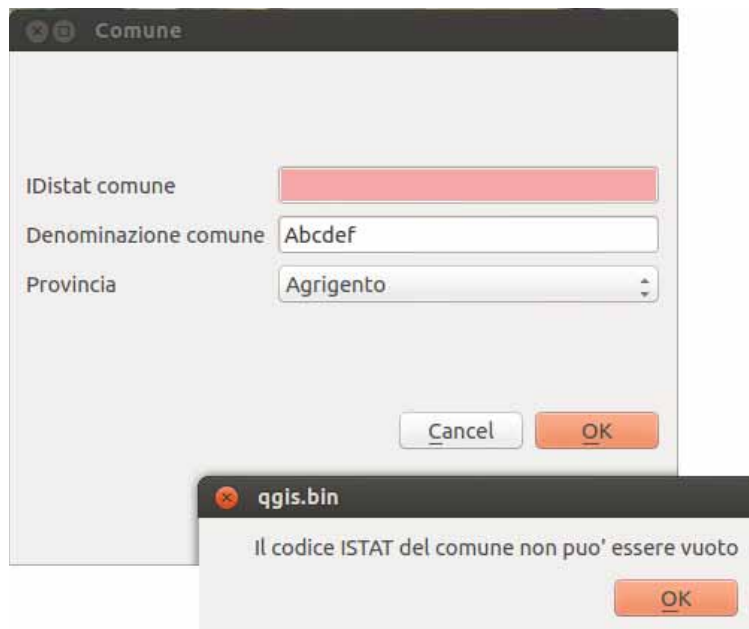 Comune
IDistat comune
Denominazione comune Abcdef
Provincia Agrigento
Cancel OK
qgis.bin
Il codice ISTAT del comune non puo' essere vuoto
OK